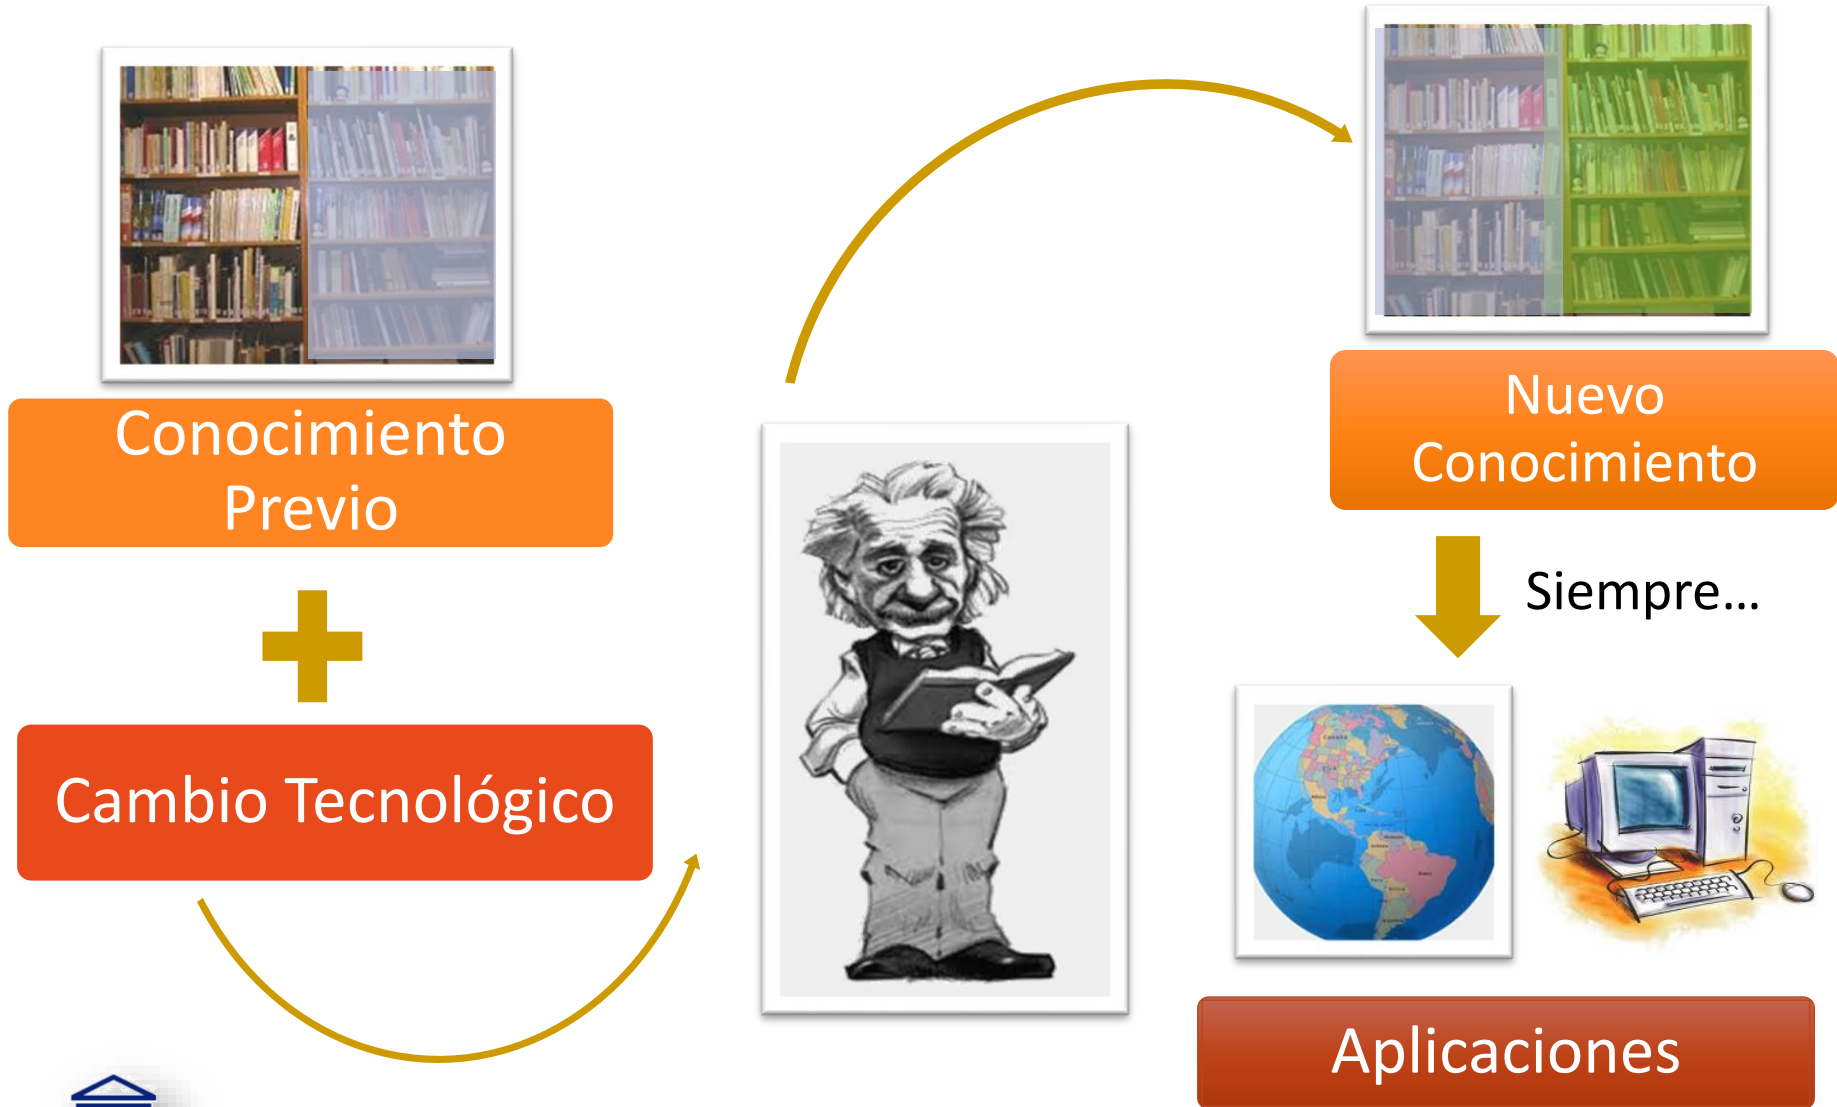 Conocimiento
Previo
Cambio Tecnológico
Nuevo
Conocimiento
Siempre...
Aplicaciones